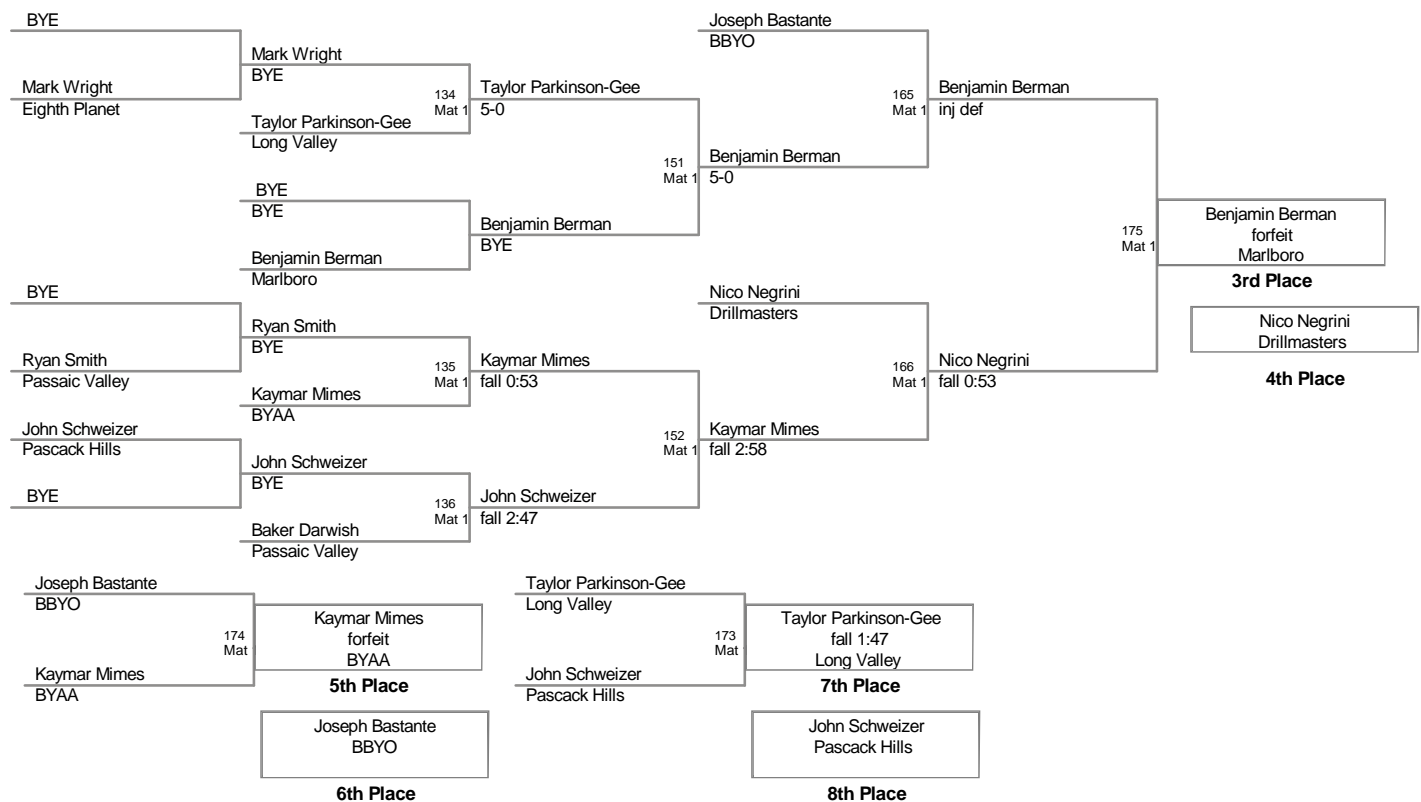 BYE
Mark Wright
Eighth Planet
Mark Wright
BYE
Taylor Parkinson-Gee
Long Valley
134
Mat 1
Taylor Parkinson-Gee
5-0
BYE
BYE
Benjamin Berman
Marlboro
Benjamin Berman
BYE
151
Mat 1
Benjamin Berman
5-0
Joseph Bastante
BBYO
165
Mat 1
Benjamin Berman
inj def
BYE
Ryan Smith
Passaic Valley
Ryan Smith
BYE
Kaymar Mimes
BYAA
135
Mat 1
Kaymar Mimes
fall 0:53
John Schweizer
Pascack Hills
BYE
John Schweizer
BYE
Baker Darwish
Passaic Valley
136
Mat 1
John Schweizer
fall 2:47
152
Mat 1
Kaymar Mimes
fall 2:58
Nico Negrini
Drillmasters
166
Mat 1
Nico Negrini
fall 0:53
175
Mat 1
Benjamin Berman
forfeit
Marlboro
3rd Place
Nico Negrini
Drillmasters
4th Place
Joseph Bastante
BBYO
Kaymar Mimes
BYAA
174
Mat
Kaymar Mimes
forfeit
BYAA
5th Place
Joseph Bastante
BBYO
6th Place
Taylor Parkinson-Gee
Long Valley
John Schweizer
Pascack Hills
173
Mat
Taylor Parkinson-Gee
fall 1:47
Long Valley
7th Place
John Schweizer
Pascack Hills
8th Place